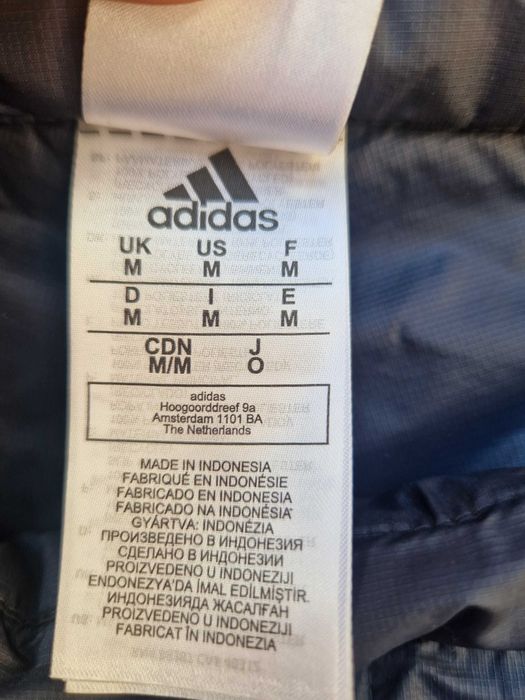 adidas
UK US F
M M M
D I E
M M M
CDN J
M/M O
adidas
Hoogoorddreef 9a
Amsterdam 1101 BA
The Netherlands
MADE IN INDONESIA
FABRIQUÉ EN INDONÉSIE
FABRICADO EN INDONESIA
FABRICADO NA INDONÉSIA
GYÁRTVA: INDONÉZIA
ПРОИЗВЕДЕНО В ИНДОНЕЗИЯ
СДЕЛАНО В ИНДОНЕЗИИ
PROIZVEDENO U INDONEZIJI
ENDONEZYA'DA İMAL EDİLMİŞTİR.
ИНДОНЕЗИЯДА ЖАСАЛҒАН
PROIZVEDENO U INDONEZIJI
FABRICAT ÎN INDONEZIA